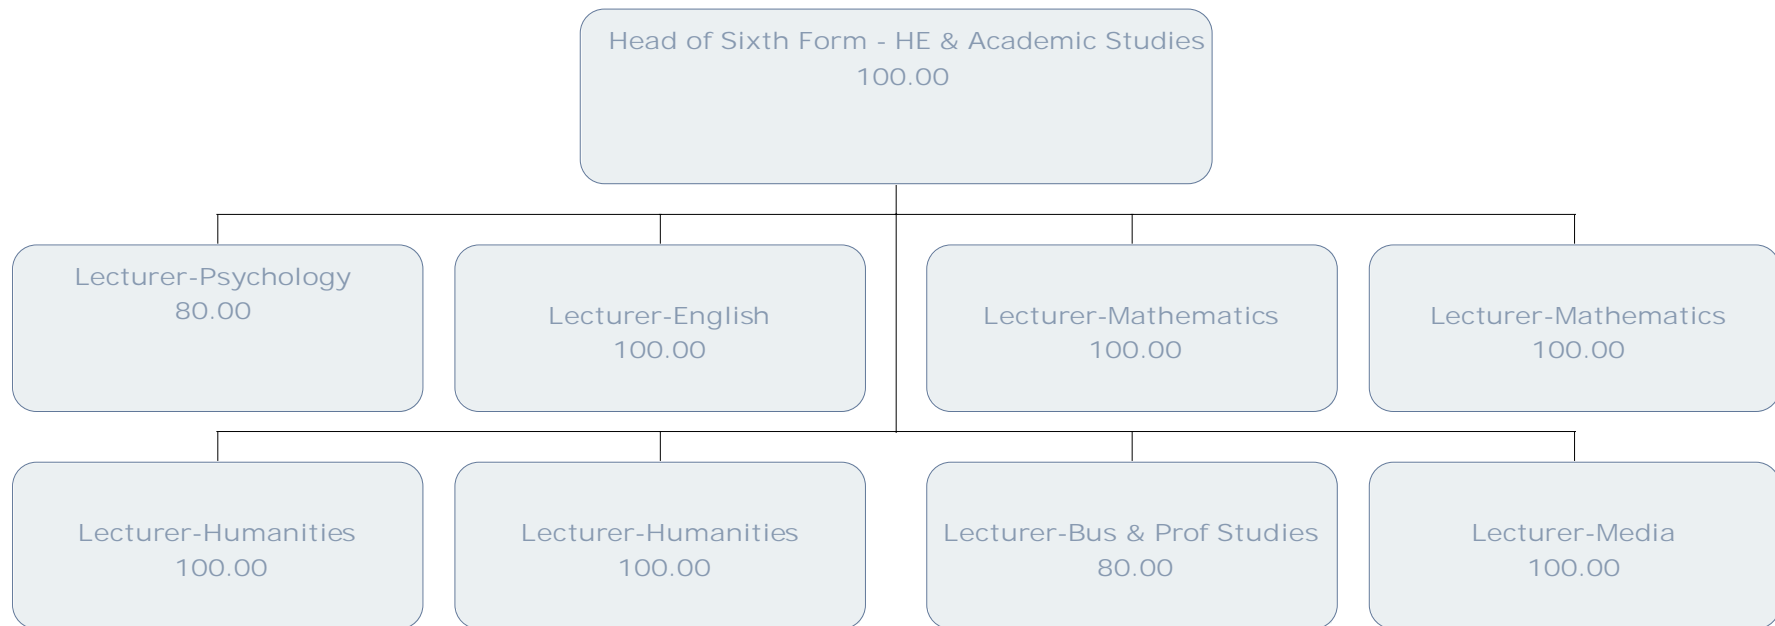 Head of Sixth Form - HE & Academic Studies
100.00
Lecturer-Psychology
80.00
Lecturer-English
100.00
Lecturer-Mathematics
100.00
Lecturer-Mathematics
100.00
Lecturer-Humanities
100.00
Lecturer-Humanities
100.00
Lecturer-Bus & Prof Studies
80.00
Lecturer-Media
100.00